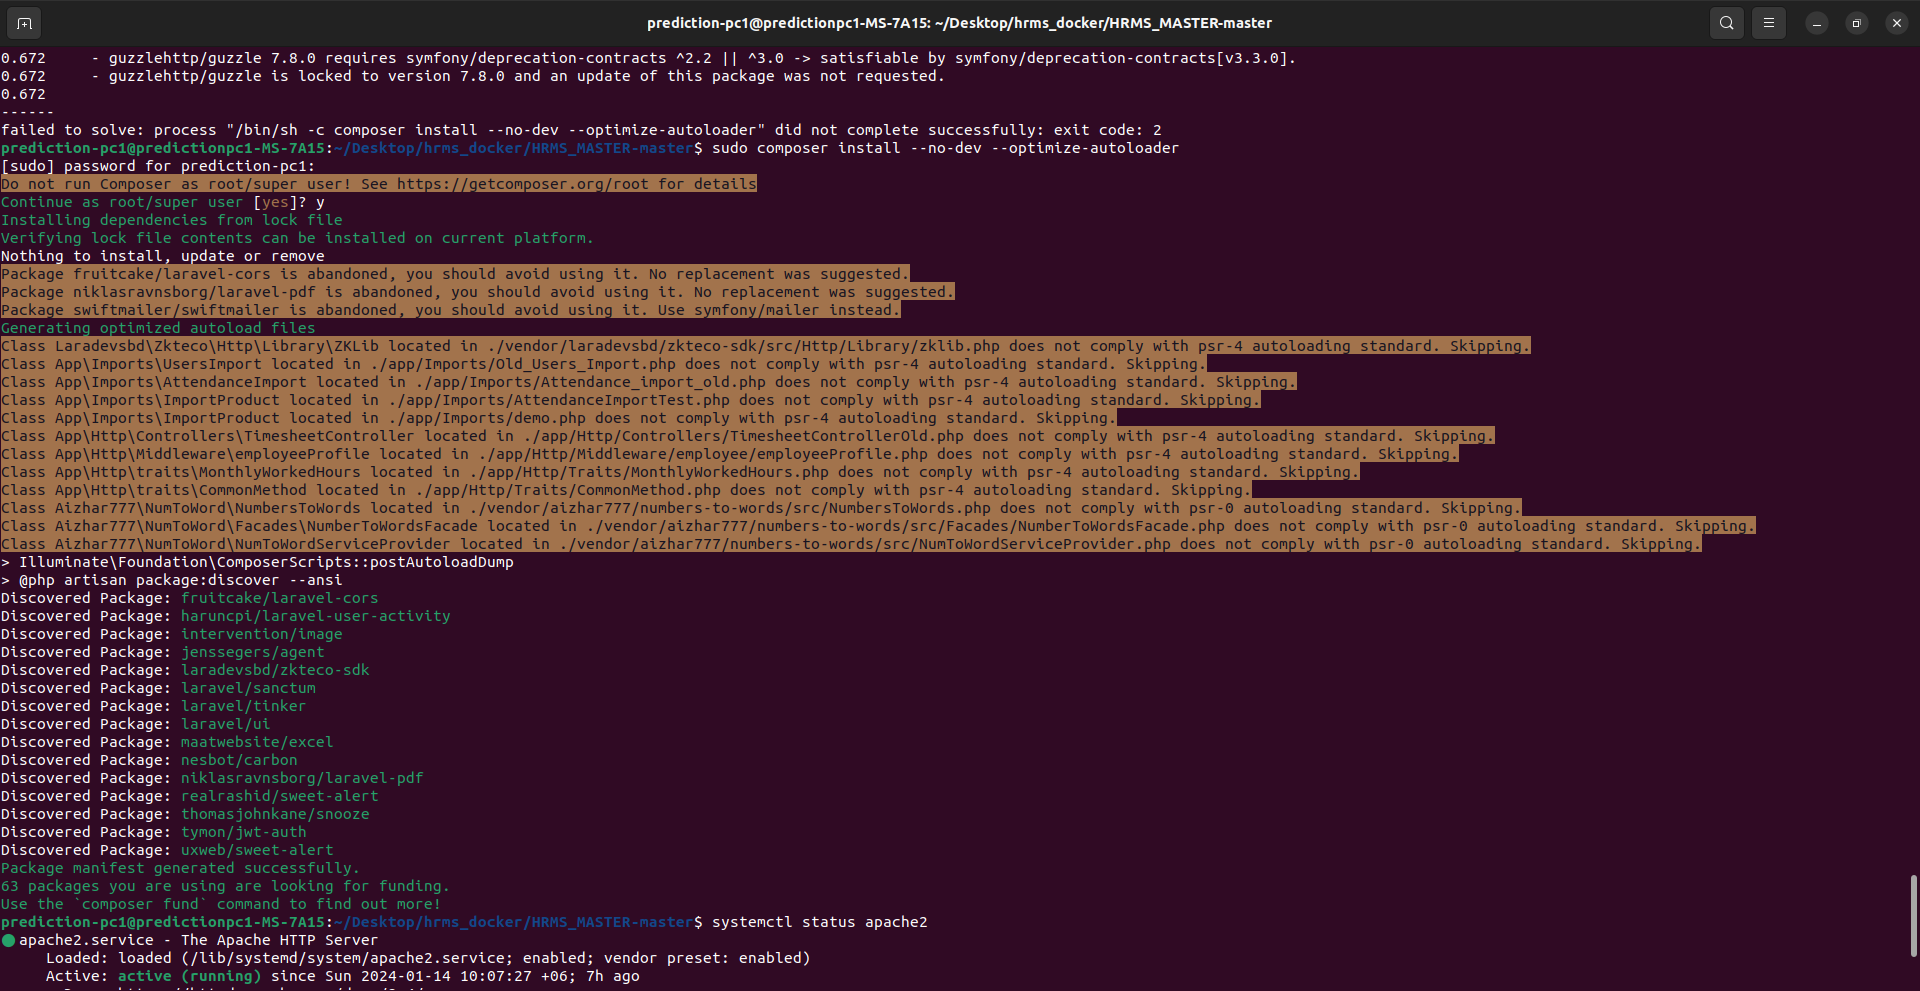 prediction-pc1@predictionpc1-MS-7A15: ~/Desktop/hrms_docker/HRMS_MASTER-master
0.672     - guzzlehttp/guzzle 7.8.0 requires symfony/deprecation-contracts ^2.2 || ^3.0 -> satisfiable by symfony/deprecation-contracts[v3.3.0].
0.672     - guzzlehttp/guzzle is locked to version 7.8.0 and an update of this package was not requested.
0.672
------
failed to solve: process "/bin/sh -c composer install --no-dev --optimize-autoloader" did not complete successfully: exit code: 2
prediction-pc1@predictionpc1-MS-7A15:~/Desktop/hrms_docker/HRMS_MASTER-master$ sudo composer install --no-dev --optimize-autoloader
[sudo] password for prediction-pc1:
Do not run Composer as root/super user! See https://getcomposer.org/root for details
Continue as root/super user [yes]? y
Installing dependencies from lock file
Verifying lock file contents can be installed on current platform.
Nothing to install, update or remove
Package fruitcake/laravel-cors is abandoned, you should avoid using it. No replacement was suggested.
Package niklasravnsborg/laravel-pdf is abandoned, you should avoid using it. No replacement was suggested.
Package swiftmailer/swiftmailer is abandoned, you should avoid using it. Use symfony/mailer instead.
Generating optimized autoload files
Class Laradevsbd\Zkteco\Http\Library\ZKLib located in ./vendor/laradevsbd/zkteco-sdk/src/Http/Library/zklib.php does not comply with psr-4 autoloading standard. Skipping.
Class App\Imports\UsersImport located in ./app/Imports/Old_Users_Import.php does not comply with psr-4 autoloading standard. Skipping.
Class App\Imports\AttendanceImport located in ./app/Imports/Attendance_import_old.php does not comply with psr-4 autoloading standard. Skipping.
Class App\Imports\ImportProduct located in ./app/Imports/AttendanceImportTest.php does not comply with psr-4 autoloading standard. Skipping.
Class App\Imports\ImportProduct located in ./app/Imports/demo.php does not comply with psr-4 autoloading standard. Skipping.
Class App\Http\Controllers\TimesheetController located in ./app/Http/Controllers/TimesheetControllerOld.php does not comply with psr-4 autoloading standard. Skipping.
Class App\Http\Middleware\employeeProfile located in ./app/Http/Middleware/employee/employeeProfile.php does not comply with psr-4 autoloading standard. Skipping.
Class App\Http\traits\MonthlyWorkedHours located in ./app/Http/Traits/MonthlyWorkedHours.php does not comply with psr-4 autoloading standard. Skipping.
Class App\Http\traits\CommonMethod located in ./app/Http/Traits/CommonMethod.php does not comply with psr-4 autoloading standard. Skipping.
Class Aizhar777\NumToWord\NumbersToWords located in ./vendor/aizhar777/numbers-to-words/src/NumbersToWords.php does not comply with psr-0 autoloading standard. Skipping.
Class Aizhar777\NumToWord\Facades\NumberToWordsFacade located in ./vendor/aizhar777/numbers-to-words/src/Facades/NumberToWordsFacade.php does not comply with psr-0 autoloading standard. Skipping.
Class Aizhar777\NumToWord\NumToWordServiceProvider located in ./vendor/aizhar777/numbers-to-words/src/NumToWordServiceProvider.php does not comply with psr-0 autoloading standard. Skipping.
> Illuminate\Foundation\ComposerScripts::postAutoloadDump
> @php artisan package:discover --ansi
Discovered Package: fruitcake/laravel-cors
Discovered Package: haruncpi/laravel-user-activity
Discovered Package: intervention/image
Discovered Package: jenssegers/agent
Discovered Package: laradevsbd/zkteco-sdk
Discovered Package: laravel/sanctum
Discovered Package: laravel/tinker
Discovered Package: laravel/ui
Discovered Package: maatwebsite/excel
Discovered Package: nesbot/carbon
Discovered Package: niklasravnsborg/laravel-pdf
Discovered Package: realrashid/sweet-alert
Discovered Package: thomasjohnkane/snooze
Discovered Package: tymon/jwt-auth
Discovered Package: uxweb/sweet-alert
Package manifest generated successfully.
63 packages you are using are looking for funding.
Use the `composer fund` command to find out more!
prediction-pc1@predictionpc1-MS-7A15:~/Desktop/hrms_docker/HRMS_MASTER-master$ systemctl status apache2
● apache2.service - The Apache HTTP Server
     Loaded: loaded (/lib/systemd/system/apache2.service; enabled; vendor preset: enabled)
     Active: active (running) since Sun 2024-01-14 10:07:27 +06; 7h ago